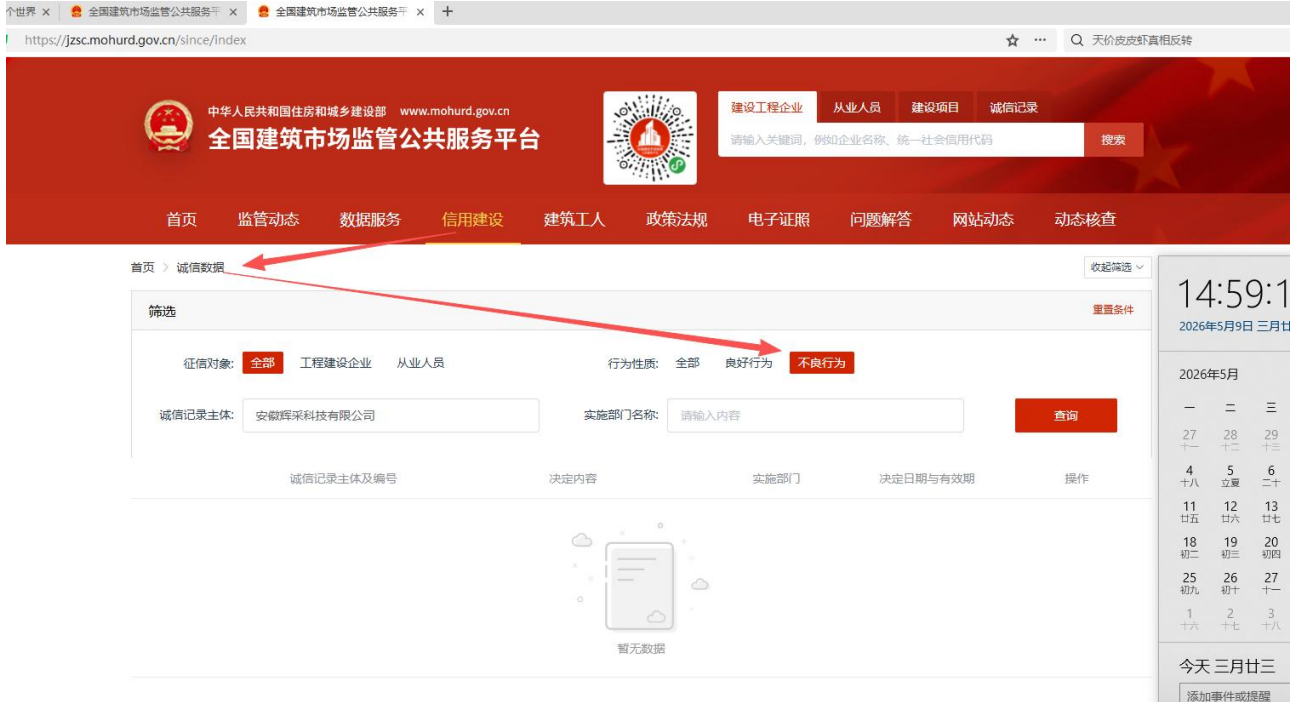 个世界 × 全国建筑市场监管公共服务平 × 全国建筑市场监管公共服务平 × +
https://jzsc.mohurd.gov.cn/since/index ☆ ··· 天价皮皮虾真相反转
中华人民共和国住房和城乡建设部 www.mohurd.gov.cn
全国建筑市场监管公共服务平台
建设工程企业 从业人员 建设项目 诚信记录
请输入关键词，例如企业名称、统一社会信用代码 搜索
首页 监管动态 数据服务 信用建设 建筑工人 政策法规 电子证照 问题解答 网站动态 动态核查
首页 > 诚信数据 收起筛选
筛选 重置条件
征信对象: 全部 工程建设企业 从业人员 行为性质: 全部 良好行为 不良行为
诚信记录主体: 安徽辉采科技有限公司 实施部门名称: 请输入内容 查询
诚信记录主体及编号 决定内容 实施部门 决定日期与有效期 操作
暂无数据
14:59:1
2026年5月9日 三月廿
2026年5月
一 二 三
27 28 29
十一 十二 十三
4 5 6
十八 立夏 二十
11 12 13
廿五 廿六 廿七
18 19 20
初二 初三 初四
25 26 27
初九 初十 十一
1 2 3
十六 十七 十八
今天 三月廿三
添加事件或提醒